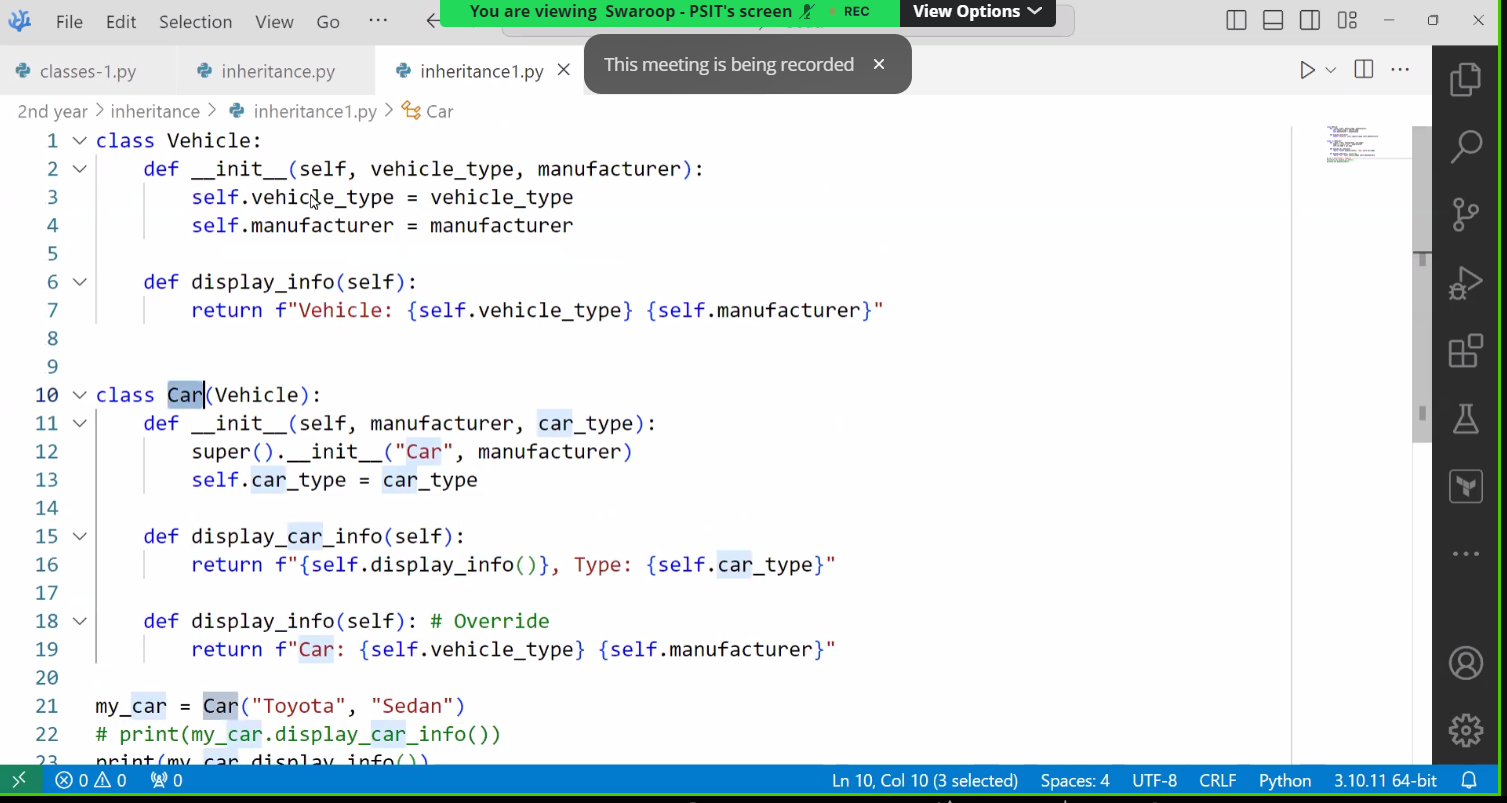 You are viewing Swaroop - PSIT's screen REC View Options
File Edit Selection View Go ...
This meeting is being recorded
classes-1.py inheritance.py inheritance1.py
2nd year > inheritance > inheritance1.py > Car
1 class Vehicle:
2     def __init__(self, vehicle_type, manufacturer):
3         self.vehicle_type = vehicle_type
4         self.manufacturer = manufacturer
5
6     def display_info(self):
7         return f"Vehicle: {self.vehicle_type} {self.manufacturer}"
8
9
10 class Car(Vehicle):
11     def __init__(self, manufacturer, car_type):
12         super().__init__("Car", manufacturer)
13         self.car_type = car_type
14
15     def display_car_info(self):
16         return f"{self.display_info()}, Type: {self.car_type}"
17
18     def display_info(self): # Override
19         return f"Car: {self.vehicle_type} {self.manufacturer}"
20
21 my_car = Car("Toyota", "Sedan")
22 # print(my_car.display_car_info())
23 print(my_car.display_info())
0 0 0 Ln 10, Col 10 (3 selected) Spaces: 4 UTF-8 CRLF Python 3.10.11 64-bit